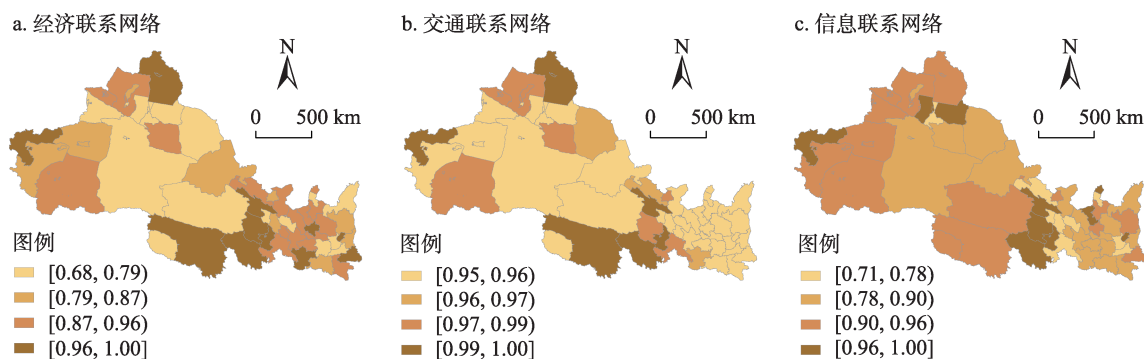 a. 经济联系网络
N
0 500 km
图例
[0.68, 0.79)
[0.79, 0.87)
[0.87, 0.96)
[0.96, 1.00]
b. 交通联系网络
N
0 500 km
图例
[0.95, 0.96)
[0.96, 0.97)
[0.97, 0.99)
[0.99, 1.00]
c. 信息联系网络
N
0 500 km
图例
[0.71, 0.78)
[0.78, 0.90)
[0.90, 0.96)
[0.96, 1.00]